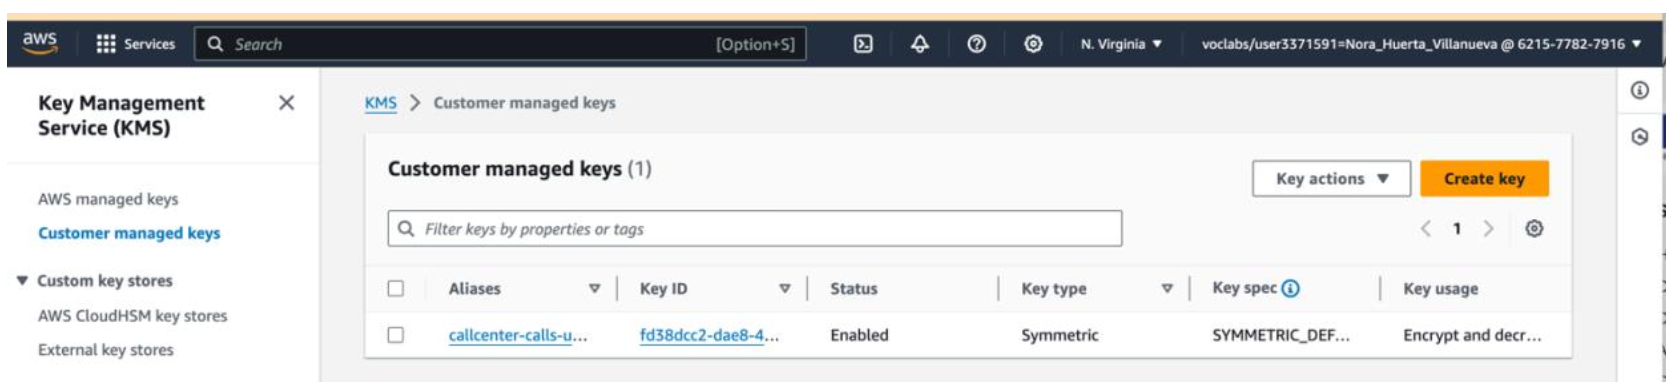 aws Services Search [Option+S] N. Virginia ▼ voclabs/user3371591=Nora_Huerta_Villanueva @ 6215-7782-7916 ▼
Key Management
Service (KMS)
AWS managed keys
Customer managed keys
Custom key stores
AWS CloudHSM key stores
External key stores
KMS > Customer managed keys
Customer managed keys (1)
Key actions ▼ Create key
Filter keys by properties or tags
< 1 >
Aliases Key ID Status Key type Key spec Key usage
callcenter-calls-u... fd38dcc2-dae8-4... Enabled Symmetric SYMMETRIC_DEF... Encrypt and decr...